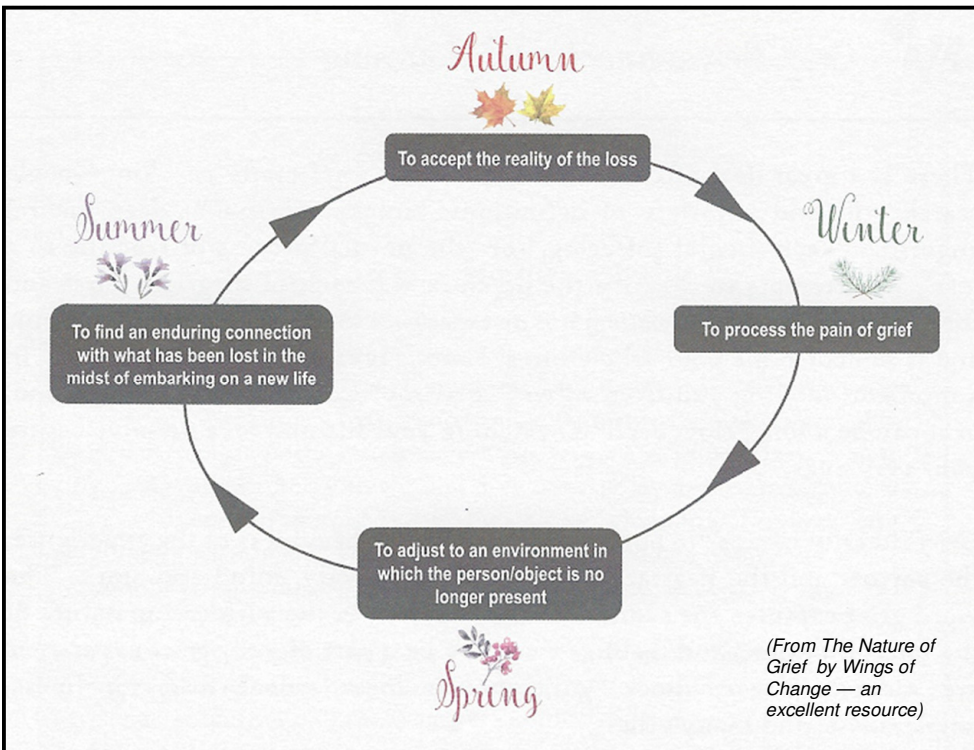 Autumn
To accept the reality of the loss
Winter
To process the pain of grief
Summer
To find an enduring connection
with what has been lost in the
midst of embarking on a new life
To adjust to an environment in
which the person/object is no
longer present
Spring
(From The Nature of
Grief by Wings of
Change — an
excellent resource)